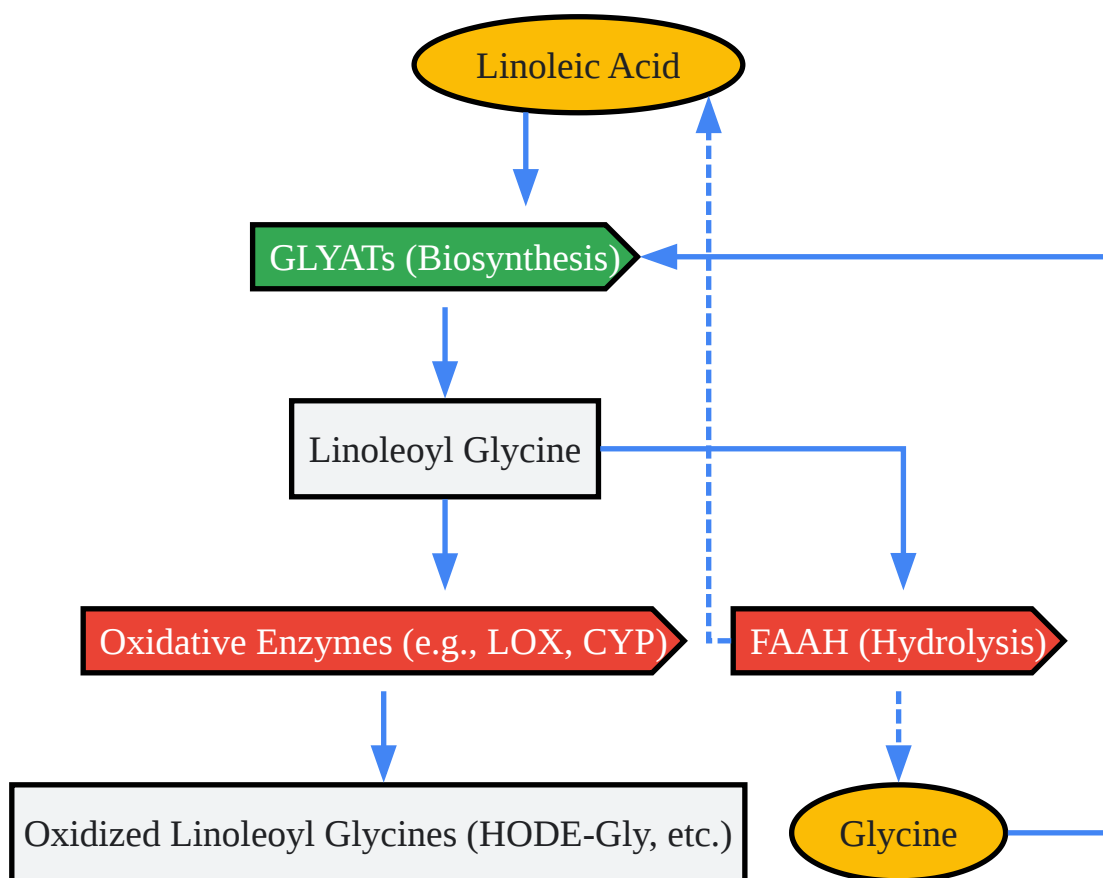 Linoleic Acid
GLYATs (Biosynthesis)
Linoleoyl Glycine
Oxidative Enzymes (e.g., LOX, CYP)
FAAH (Hydrolysis)
Oxidized Linoleoyl Glycines (HODE-Gly, etc.)
Glycine